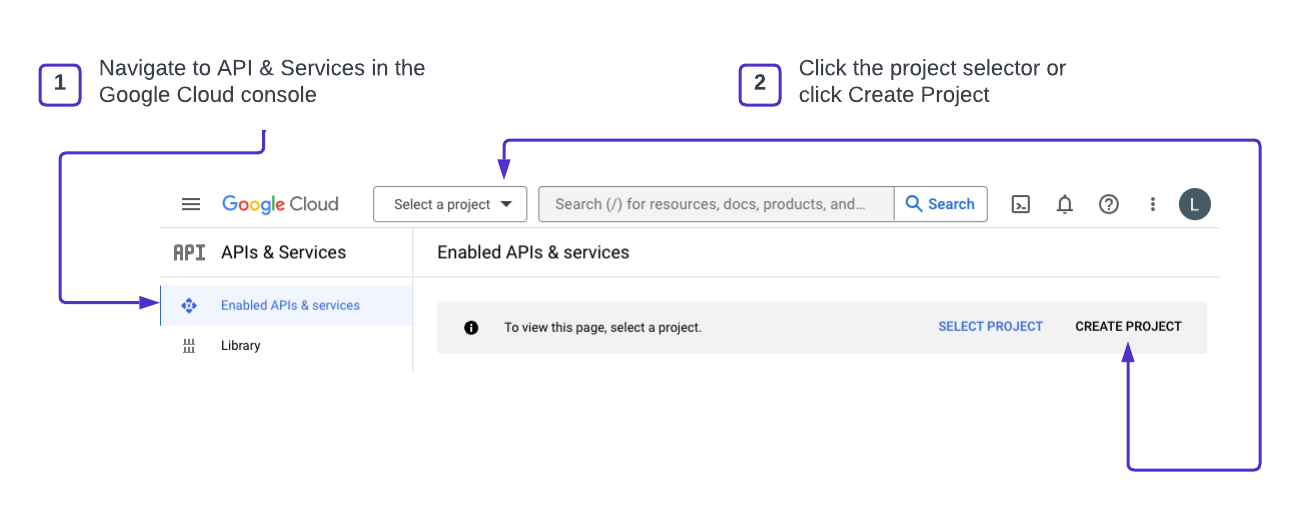 1
Navigate to API & Services in the
Google Cloud console
2
Click the project selector or
click Create Project
Google Cloud
Select a project
Search (/) for resources, docs, products, and...
Search
L
API
APIs & Services
Enabled APIs & services
Enabled APIs & services
To view this page, select a project.
SELECT PROJECT
CREATE PROJECT
Library